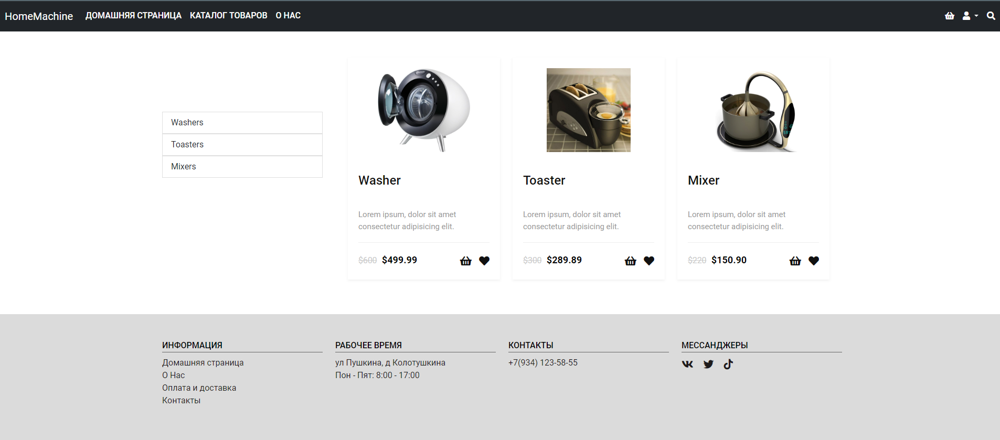 HomeMachine ДОМАШНЯЯ СТРАНИЦА КАТАЛОГ ТОВАРОВ О НАС
Washers
Toasters
Mixers
Washer
Lorem ipsum, dolor sit amet
consectetur adipisicing elit.
$600 $499.99
Toaster
Lorem ipsum, dolor sit amet
consectetur adipisicing elit.
$300 $289.89
Mixer
Lorem ipsum, dolor sit amet
consectetur adipisicing elit.
$220 $150.90
ИНФОРМАЦИЯ
Домашняя страница
О Нас
Оплата и доставка
Контакты
РАБОЧЕЕ ВРЕМЯ
ул Пушкина, д Колотушкина
Пон - Пят: 8:00 - 17:00
КОНТАКТЫ
+7(934) 123-58-55
МЕССАНДЖЕРЫ